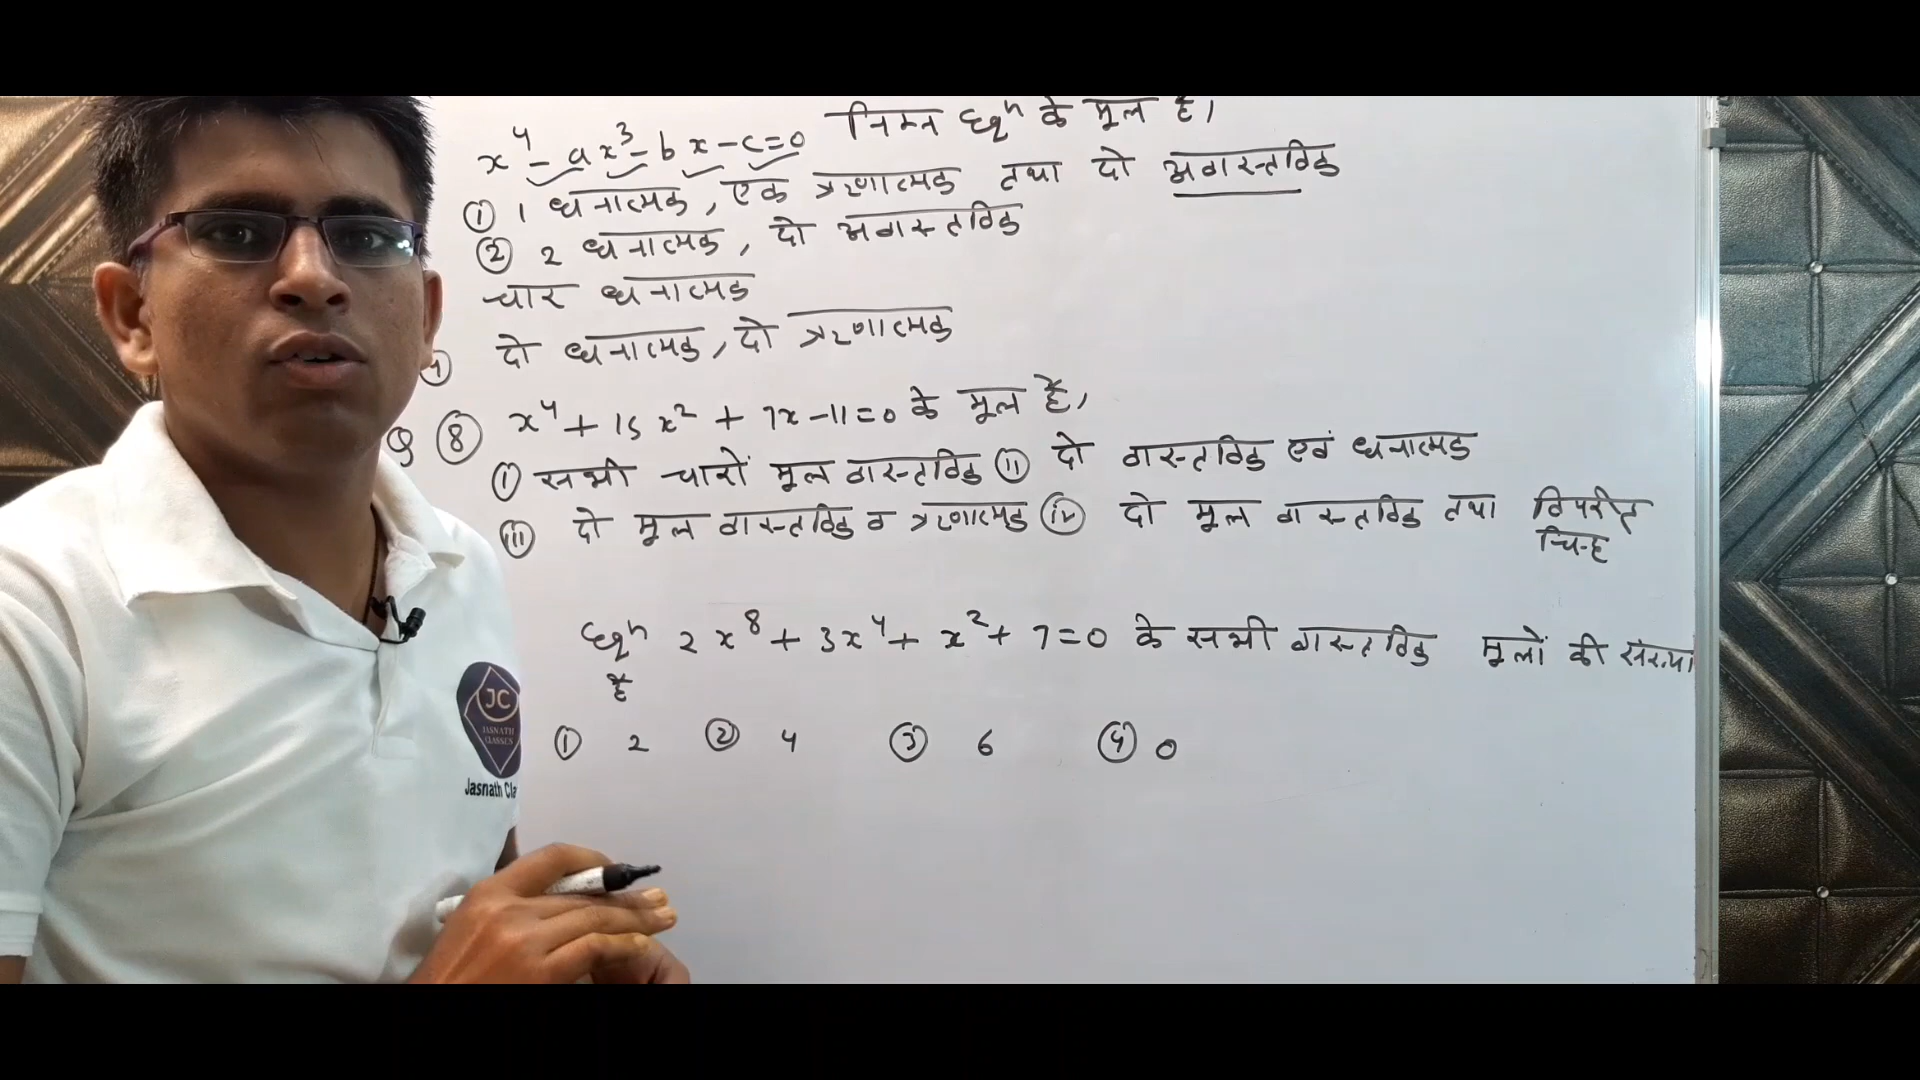 x⁴ - ax³ - bx - c = 0 निम्न Eqⁿ के मूल है।
① 1 धनात्मक, एक ऋणात्मक तथा दो अवास्तविक
② 2 धनात्मक, दो अवास्तविक
चार धनात्मक
दो धनात्मक, दो ऋणात्मक
Q ⑧ x⁴ + 15x² + 7x - 11 = 0 के मूल है,
ⓘ सभी चारों मूल वास्तविक ⓘⓘ दो वास्तविक एवं धनात्मक
ⓘⓘⓘ दो मूल वास्तविक व ऋणात्मक ⓘⓥ दो मूल वास्तविक तथा विपरीत
चिन्ह
Eqⁿ 2x⁸ + 3x⁴ + x² + 7 = 0 के सभी वास्तविक मूलों की संख्या
है
① 2 ② 4 ③ 6 ④ 0
JC
JASNATH
CLASSES
Jasnath Cla